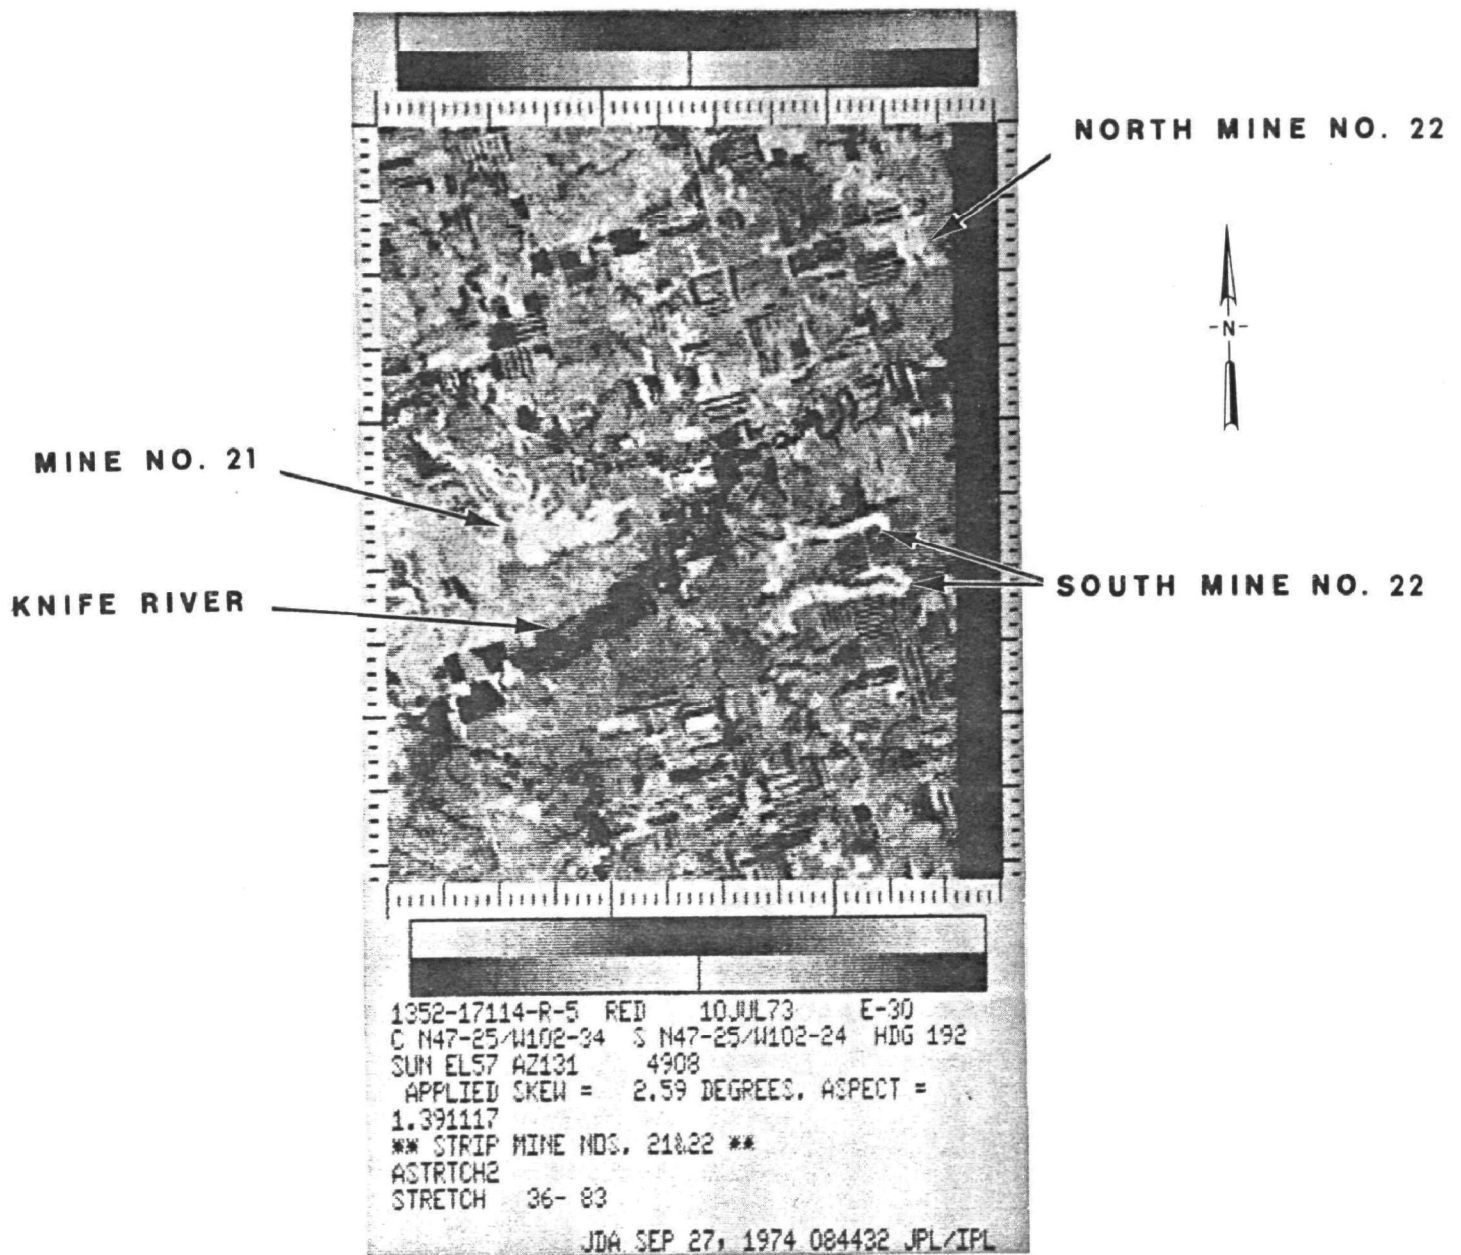 NORTH MINE NO. 22
-N-
MINE NO. 21
KNIFE RIVER
SOUTH MINE NO. 22
1352-17114-R-5 RED 10JUL73 E-30
C N47-25/W102-34 S N47-25/W102-24 HDG 192
SUN EL57 AZ131 4908
APPLIED SKEW = 2.59 DEGREES, ASPECT =
1.391117
** STRIP MINE NOS. 21&22 **
ASTRTCH2
STRETCH 36- 83
JDA SEP 27, 1974 084432 JPL/IPL